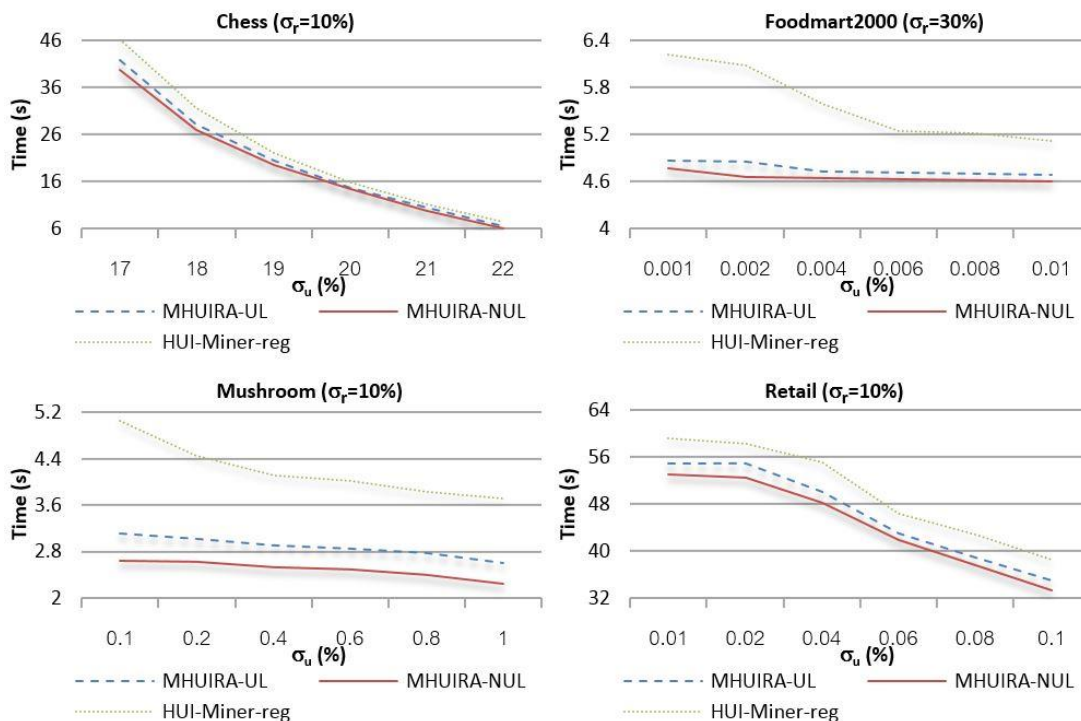 Chess (σr=10%)
Time (s)
46
36
26
16
6
17 18 19 20 21 22
σu (%)
MHUIRA-UL MHUIRA-NUL
HUI-Miner-reg
Foodmart2000 (σr=30%)
Time (s)
6.4
5.8
5.2
4.6
4
0.001 0.002 0.004 0.006 0.008 0.01
σu (%)
MHUIRA-UL MHUIRA-NUL
HUI-Miner-reg
Mushroom (σr=10%)
Time (s)
5.2
4.4
3.6
2.8
2
0.1 0.2 0.4 0.6 0.8 1
σu (%)
MHUIRA-UL MHUIRA-NUL
HUI-Miner-reg
Retail (σr=10%)
Time (s)
64
56
48
40
32
0.01 0.02 0.04 0.06 0.08 0.1
σu (%)
MHUIRA-UL MHUIRA-NUL
HUI-Miner-reg